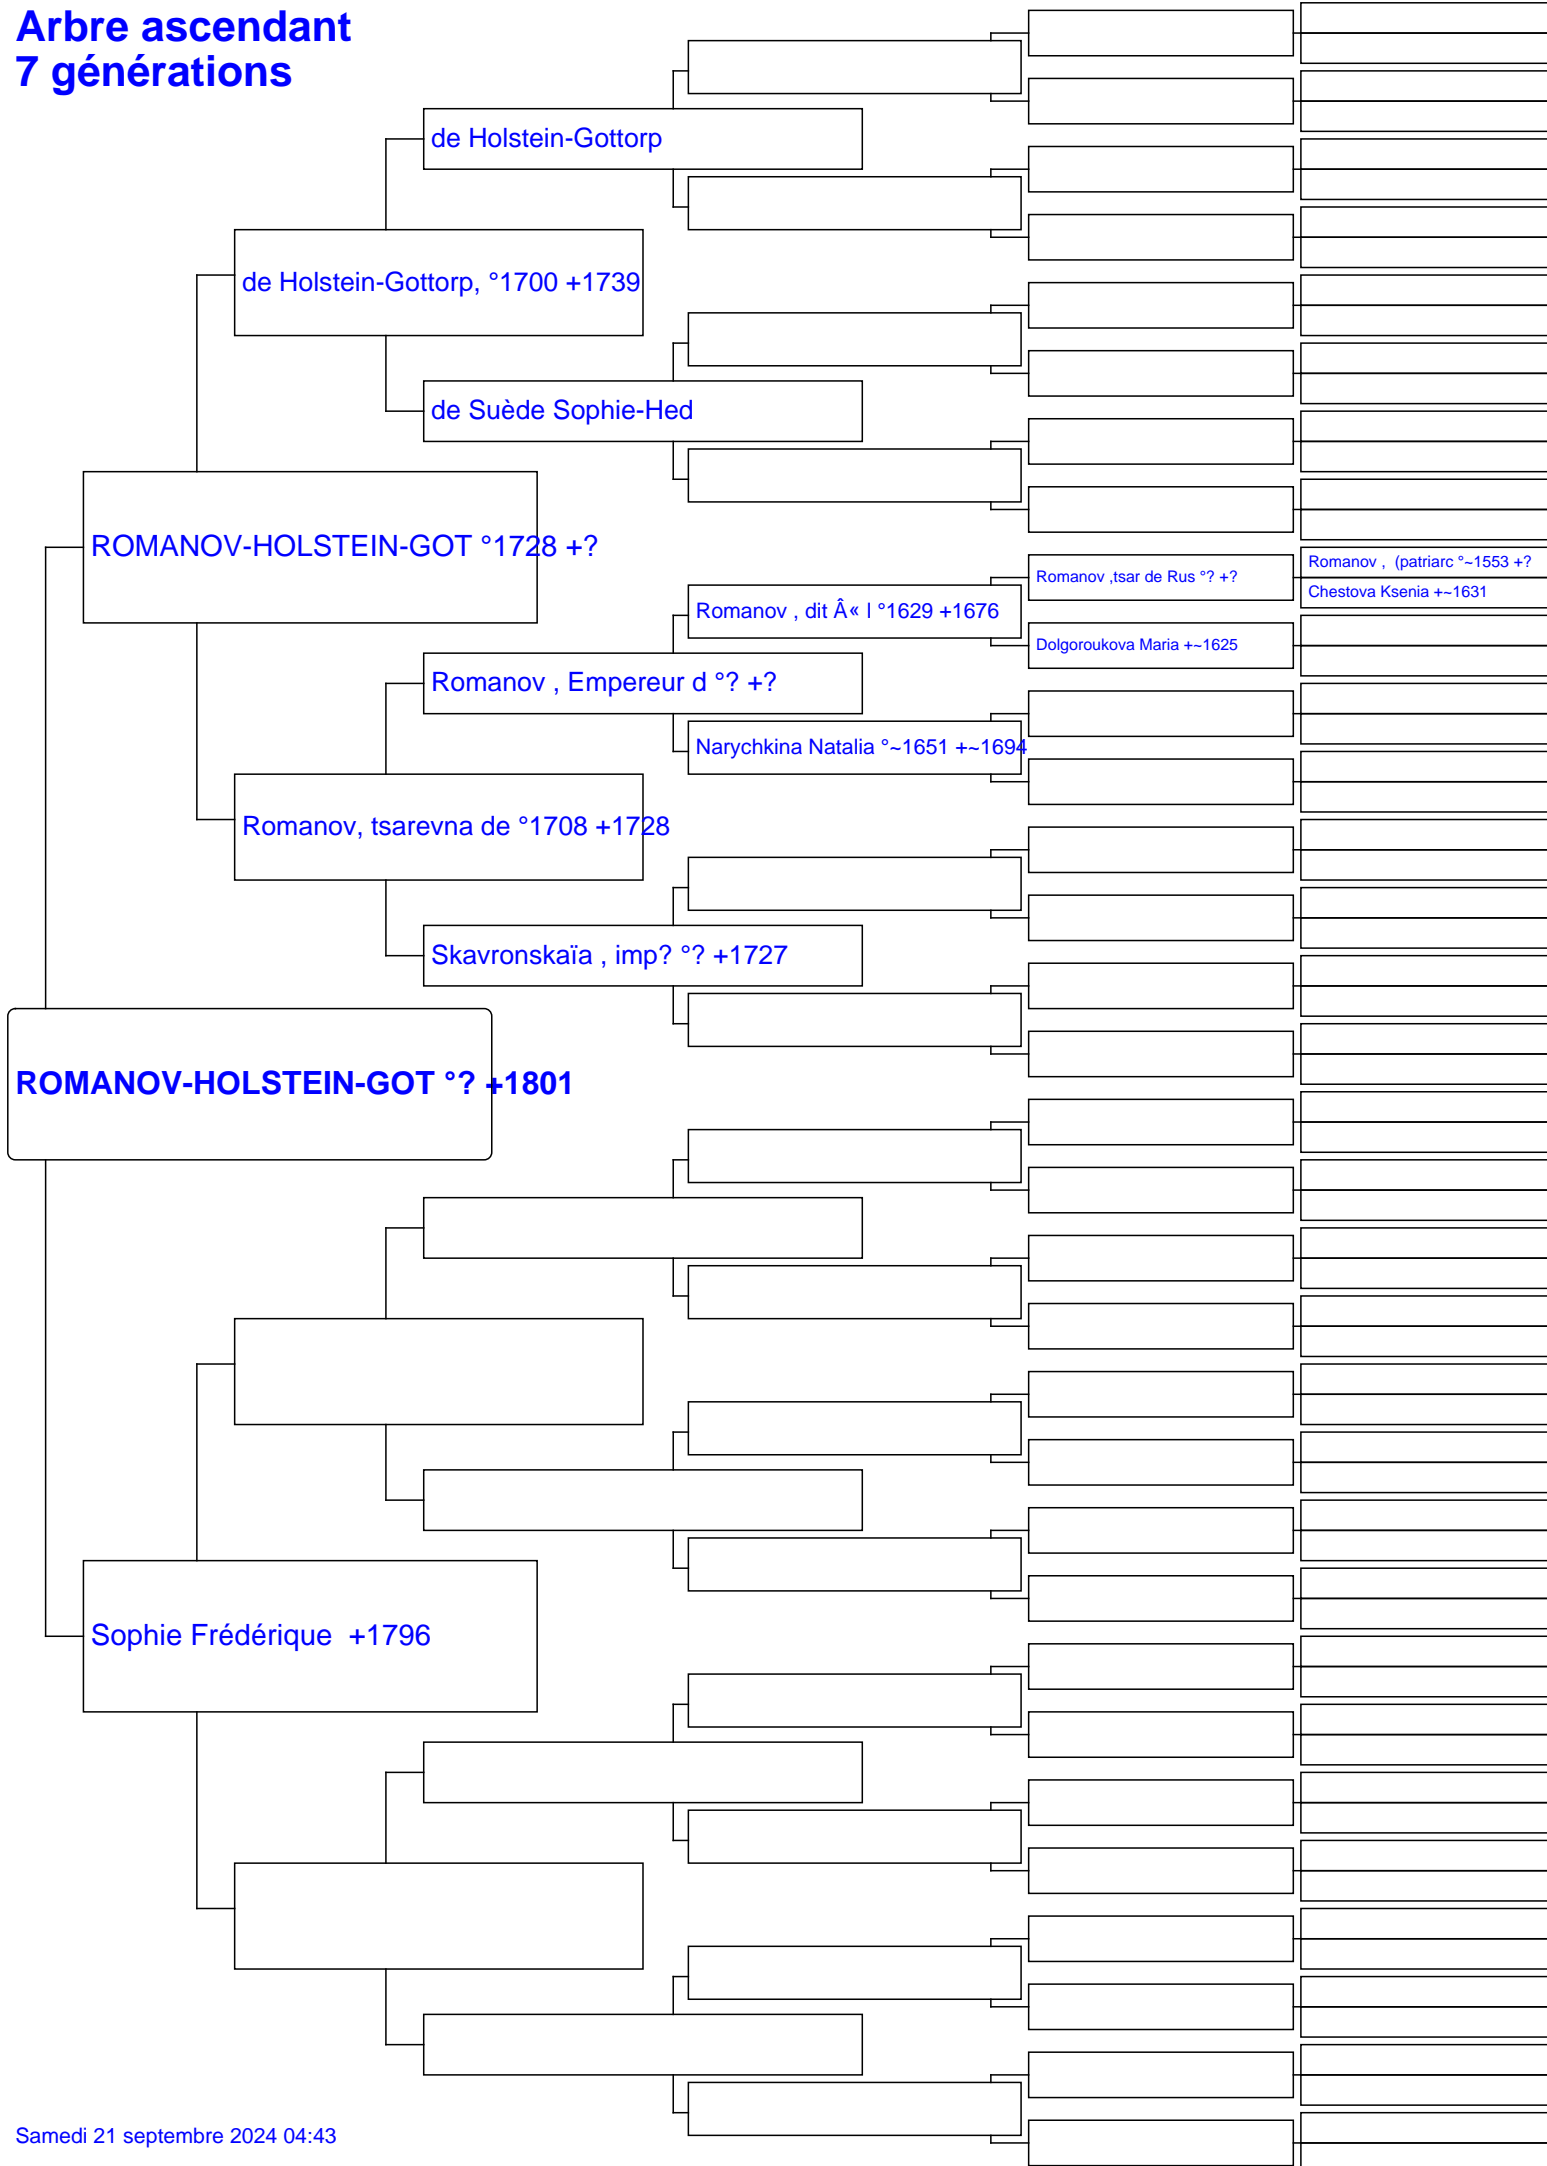 Arbre ascendant
7 générations
de Holstein-Gottorp
de Holstein-Gottorp, °1700 +1739
de Suède Sophie-Hed
ROMANOV-HOLSTEIN-GOT °1728 +?
Romanov ,tsar de Rus °? +?
Romanov ,  (patriarc °~1553 +?
Chestova Ksenia +~1631
Romanov , dit Â« l °1629 +1676
Dolgoroukova Maria +~1625
Romanov , Empereur d °? +?
Narychkina Natalia °~1651 +~1694
Romanov, tsarevna de °1708 +1728
Skavronskaïa , imp? °? +1727
ROMANOV-HOLSTEIN-GOT °? +1801
Sophie Frédérique  +1796
Samedi 21 septembre 2024 04:43